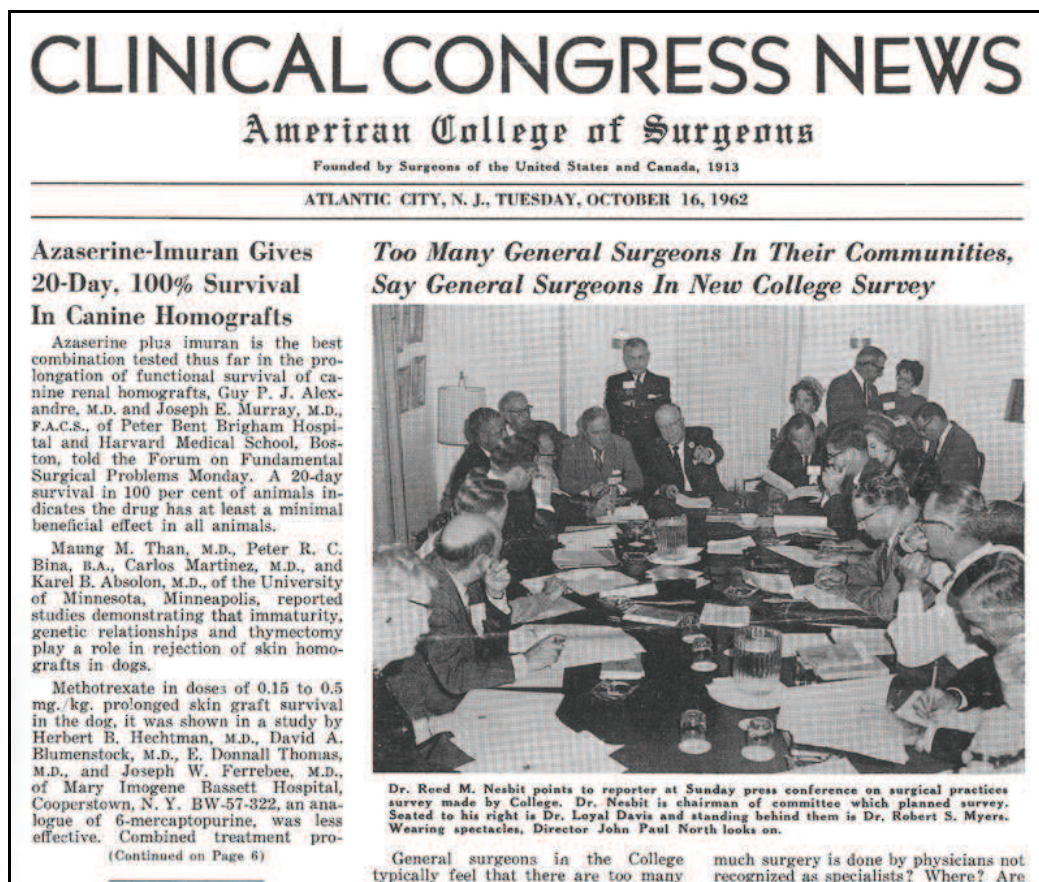 CLINICAL CONGRESS NEWS
American College of Surgeons
Founded by Surgeons of the United States and Canada, 1913
ATLANTIC CITY, N. J., TUESDAY, OCTOBER 16, 1962
Azaserine-Imuran Gives
20-Day, 100% Survival
In Canine Homografts
Azaserine plus imuran is the best
combination tested thus far in the pro-
longation of functional survival of ca-
nine renal homografts, Guy P. J. Alex-
andre, M.D. and Joseph E. Murray, M.D.,
F.A.C.S., of Peter Bent Brigham Hospi-
tal and Harvard Medical School, Bos-
ton, told the Forum on Fundamental
Surgical Problems Monday. A 20-day
survival in 100 per cent of animals in-
dicates the drug has at least a minimal
beneficial effect in all animals.
Maung M. Than, M.D., Peter R. C.
Bina, B.A., Carlos Martinez, M.D., and
Karel B. Absolon, M.D., of the University
of Minnesota, Minneapolis, reported
studies demonstrating that immaturity,
genetic relationships and thymectomy
play a role in rejection of skin homo-
grafts in dogs.
Methotrexate in doses of 0.15 to 0.5
mg./kg. prolonged skin graft survival
in the dog, it was shown in a study by
Herbert B. Hechtman, M.D., David A.
Blumenstock, M.D., E. Donnall Thomas,
M.D., and Joseph W. Ferrebee, M.D.,
of Mary Imogene Bassett Hospital,
Cooperstown, N. Y. BW-57-322, an ana-
logue of 6-mercaptopurine, was less
effective. Combined treatment pro-
(Continued on Page 6)
Too Many General Surgeons In Their Communities,
Say General Surgeons In New College Survey
Dr. Reed M. Nesbit points to reporter at Sunday press conference on surgical practices
survey made by College. Dr. Nesbit is chairman of committee which planned survey.
Seated to his right is Dr. Loyal Davis and standing behind them is Dr. Robert S. Myers.
Wearing spectacles, Director John Paul North looks on.
General surgeons in the College
typically feel that there are too many
much surgery is done by physicians not
recognized as specialists? Where? Are